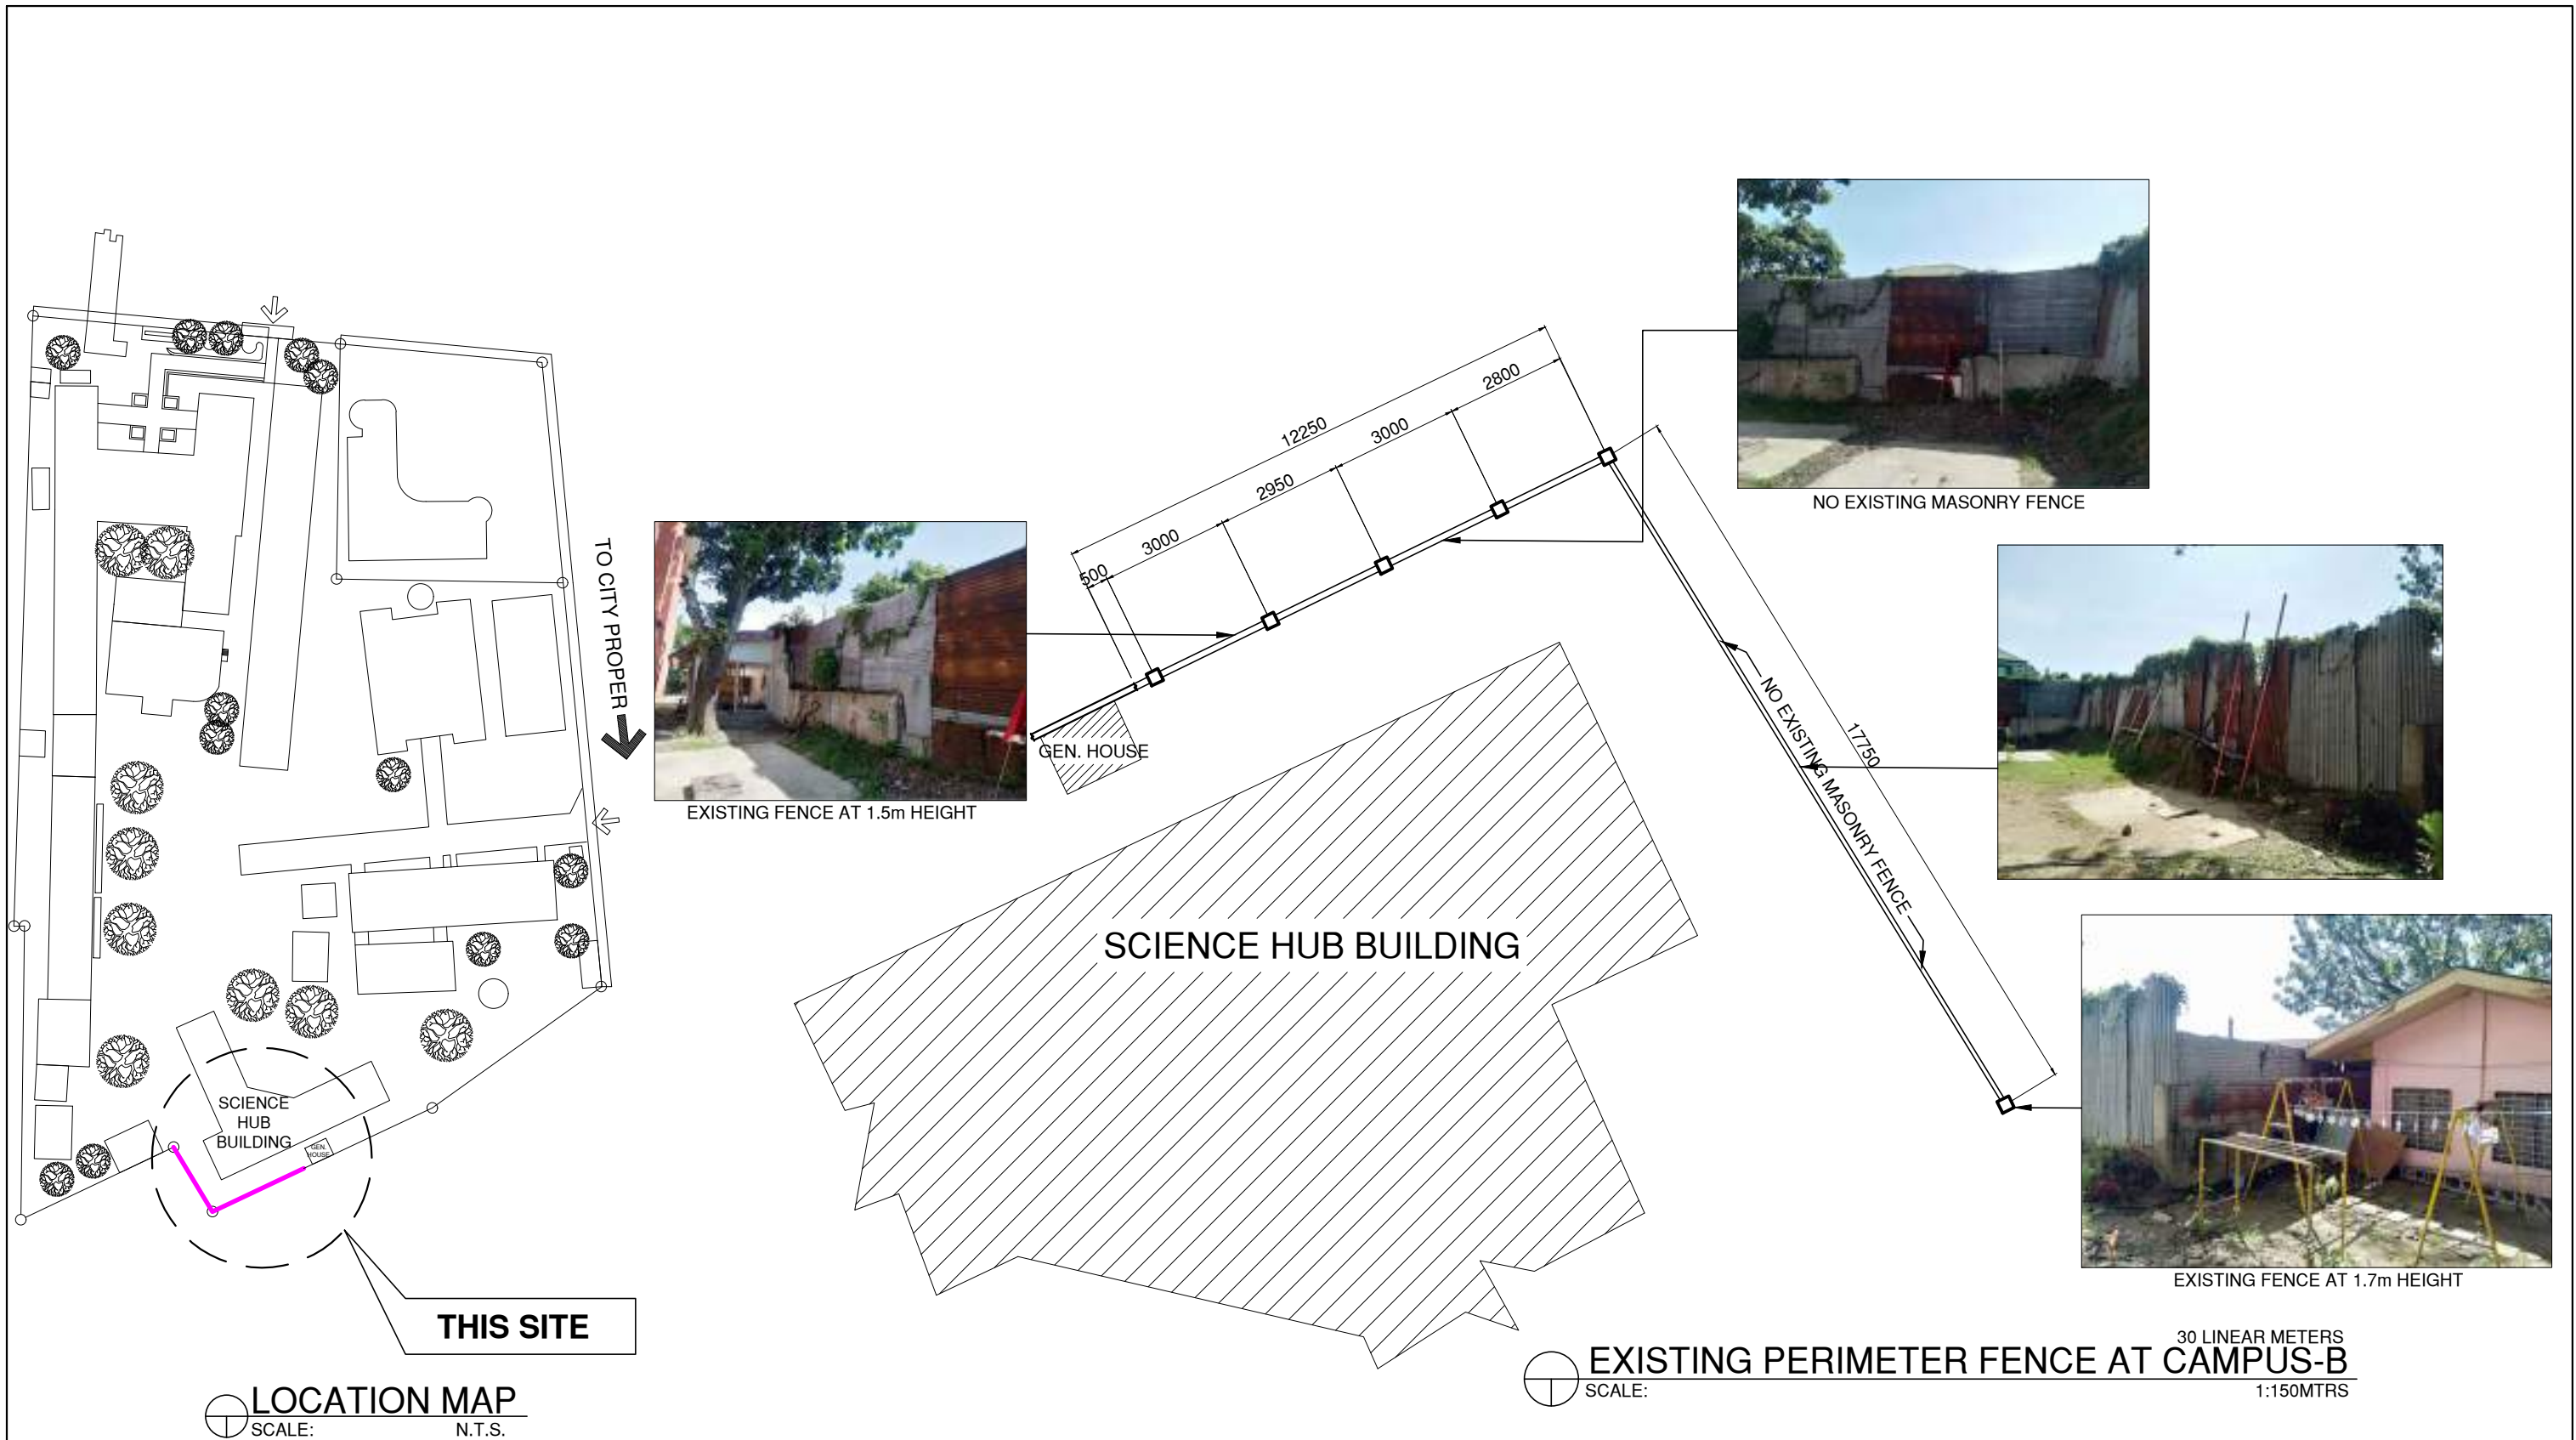 TO CITY PROPER
SCIENCE
HUB
BUILDING
GEN.
HOUSE
THIS SITE
LOCATION MAP
SCALE:
N.T.S.
EXISTING FENCE AT 1.5m HEIGHT
12250
500
3000
2950
3000
2800
17750
GEN. HOUSE
SCIENCE HUB BUILDING
NO EXISTING MASONRY FENCE
NO EXISTING MASONRY FENCE
EXISTING FENCE AT 1.7m HEIGHT
30 LINEAR METERS
EXISTING PERIMETER FENCE AT CAMPUS-B
SCALE:
1:150MTRS